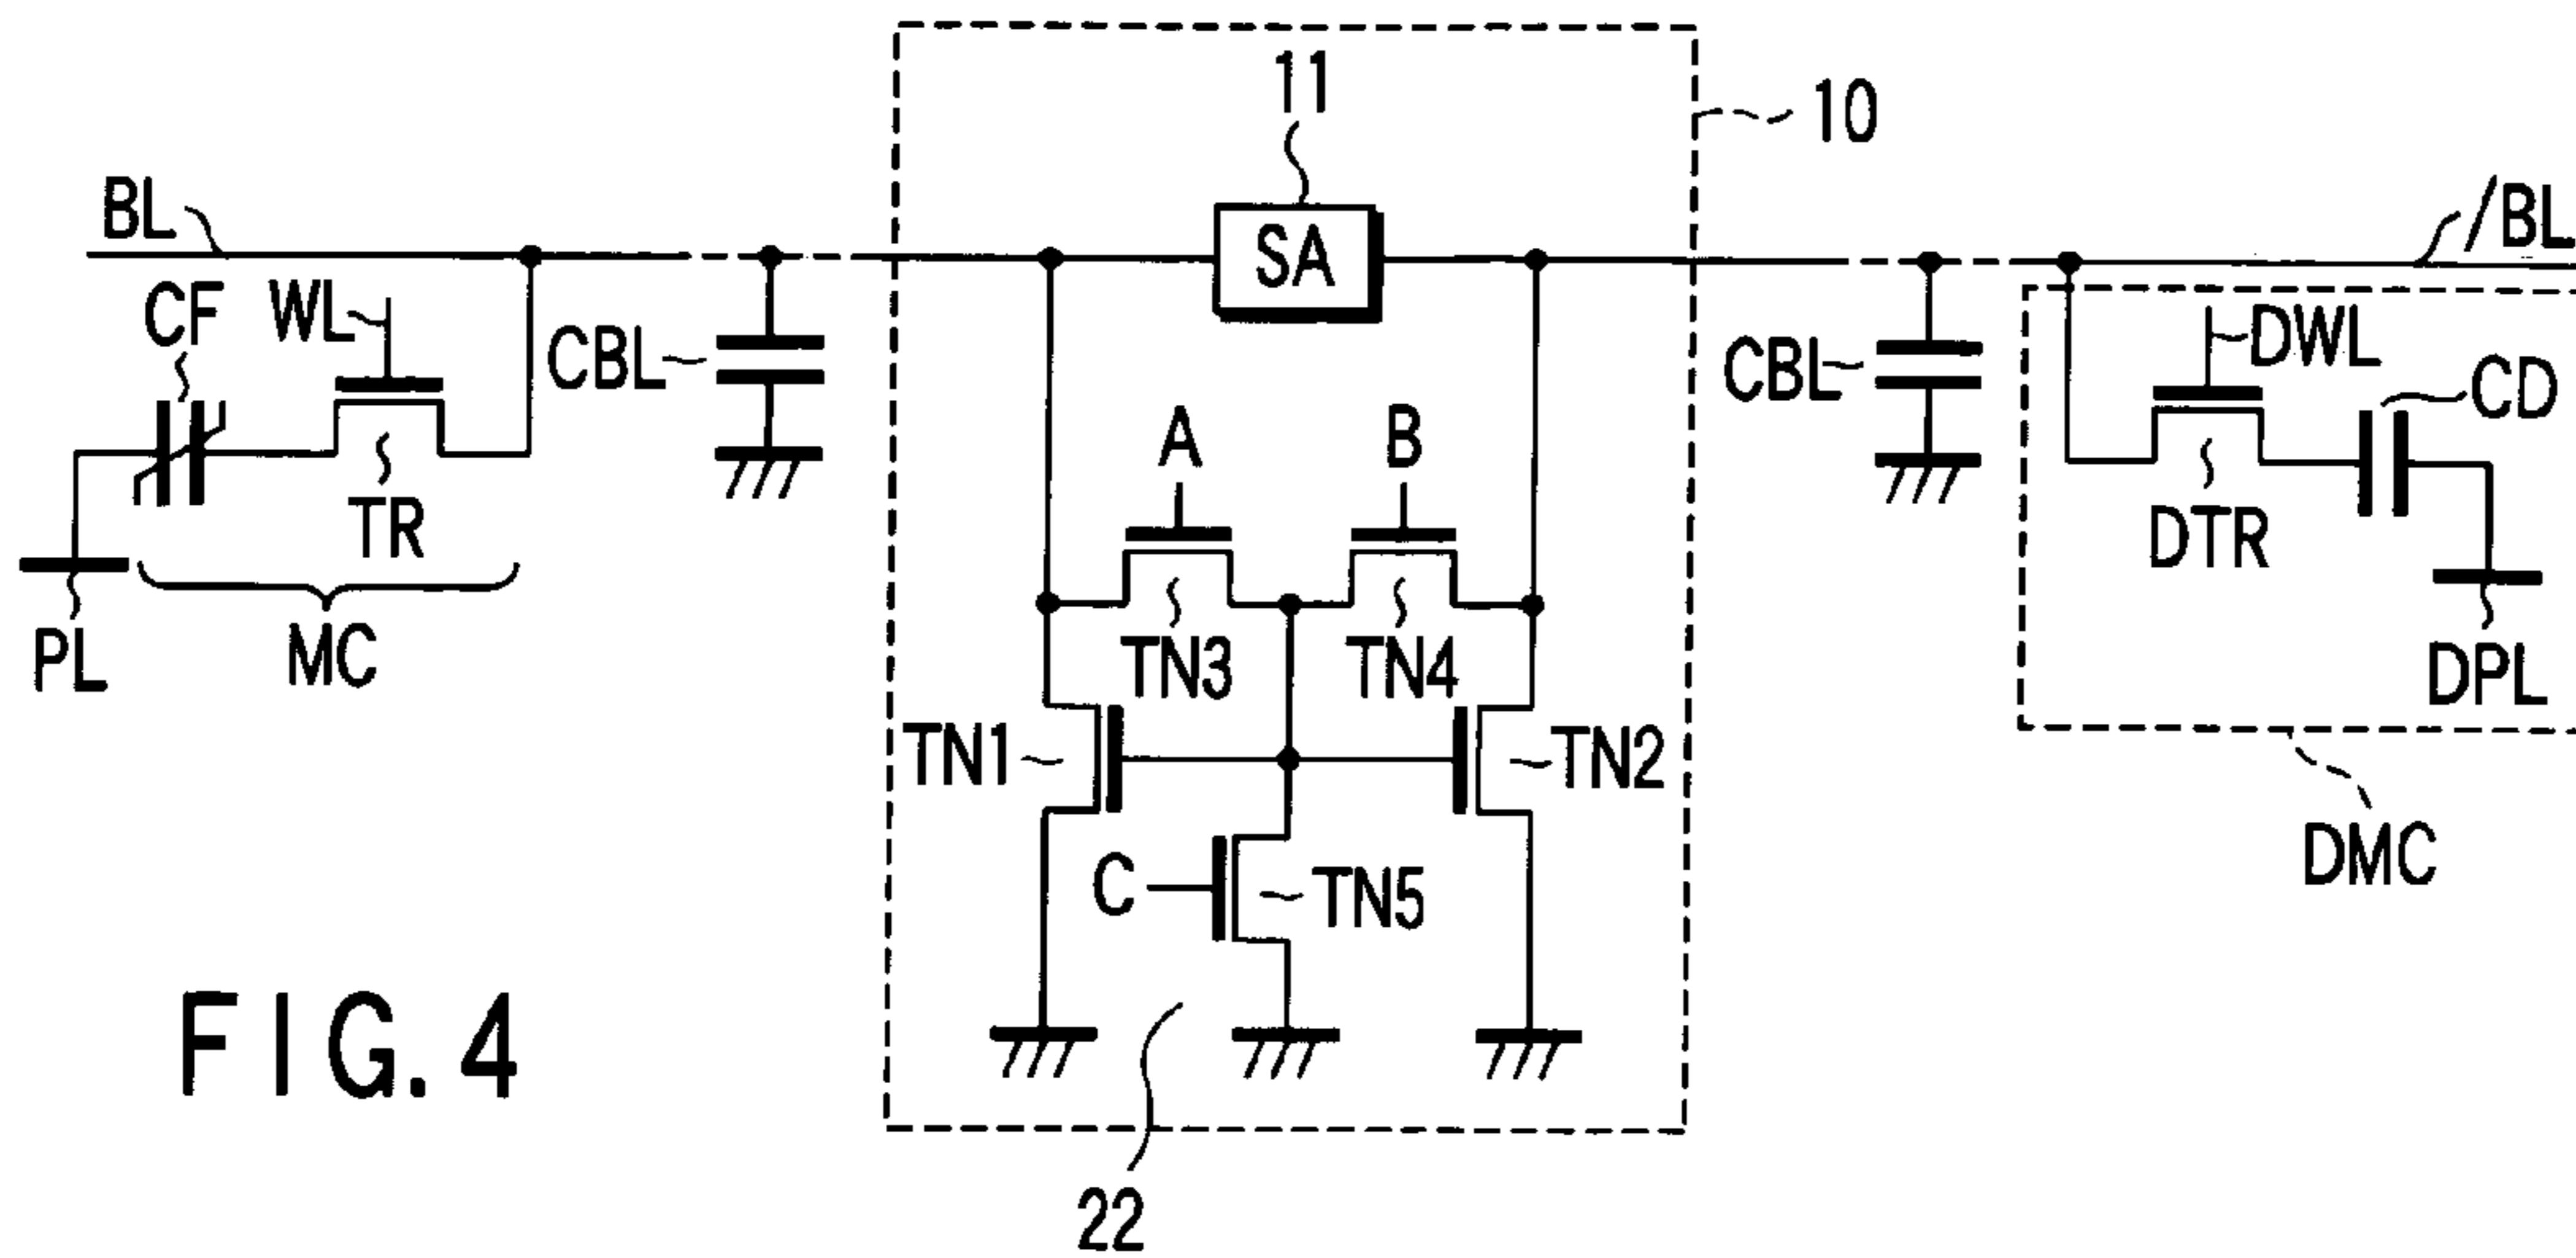 11
10
BL
/BL
CF
WL
CBL
SA
CBL
DWL
CD
A
B
TR
DTR
PL
MC
TN3
TN4
DPL
TN1
TN2
C
TN5
DMC
FIG. 4
22